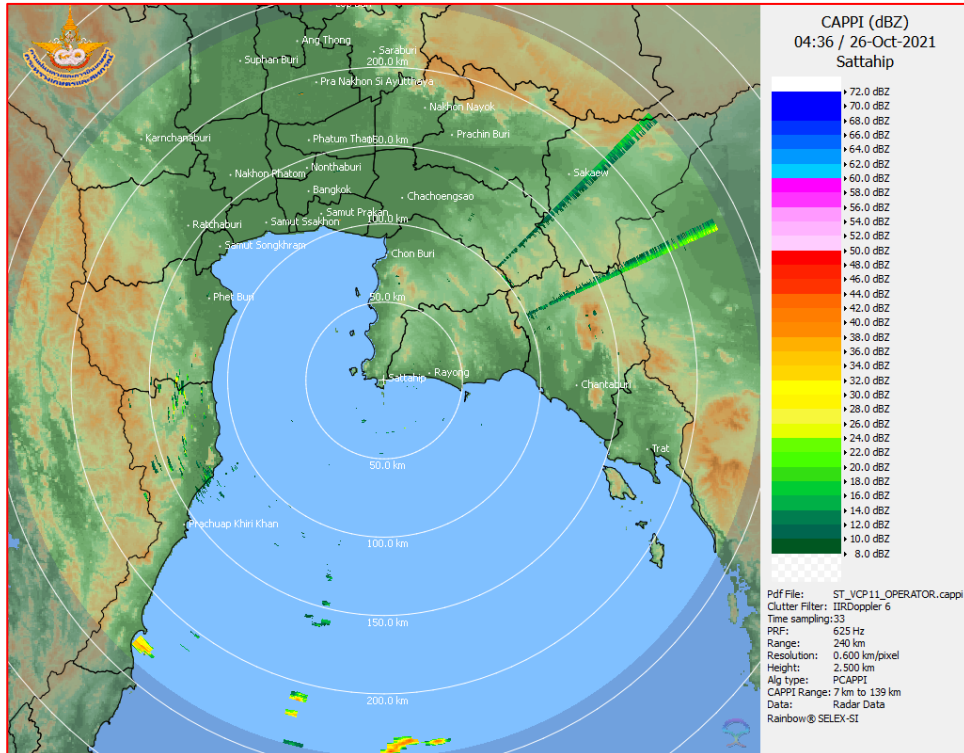 CAPPI (dBZ)
04:36 / 26-Oct-2021
Sattahip
72.0 dBZ
70.0 dBZ
68.0 dBZ
66.0 dBZ
64.0 dBZ
62.0 dBZ
60.0 dBZ
58.0 dBZ
56.0 dBZ
54.0 dBZ
52.0 dBZ
50.0 dBZ
48.0 dBZ
46.0 dBZ
44.0 dBZ
42.0 dBZ
40.0 dBZ
38.0 dBZ
36.0 dBZ
34.0 dBZ
32.0 dBZ
30.0 dBZ
28.0 dBZ
26.0 dBZ
24.0 dBZ
22.0 dBZ
20.0 dBZ
18.0 dBZ
16.0 dBZ
14.0 dBZ
12.0 dBZ
10.0 dBZ
8.0 dBZ
Pdf File: ST_VCP11_OPERATOR.cappi
Clutter Filter: IIRDoppler 6
Time sampling:33
PRF: 625 Hz
Range: 240 km
Resolution: 0.600 km/pixel
Height: 2.500 km
Alg type: PCAPPI
CAPPI Range: 7 km to 139 km
Data: Radar Data
Rainbow® SELEX-SI
Ang Thong
Saraburi
Suphan Buri
200.0 km
Pra Nakhon Si Ayutthaya
Nakhon Nayok
Karnchanaburi
Phatum Thani
150.0 km
Prachin Buri
Nonthaburi
Nakhon Phatom
Sakaew
Bangkok
Chachoengsao
Samut Prakan
Ratchaburi
Samut Ssakhon
100.0 km
Samut Songkhram
Chon Buri
Phet Buri
50.0 km
Sattahip
Rayong
Chantaburi
Trat
50.0 km
Prachuap Khiri Khan
100.0 km
150.0 km
200.0 km